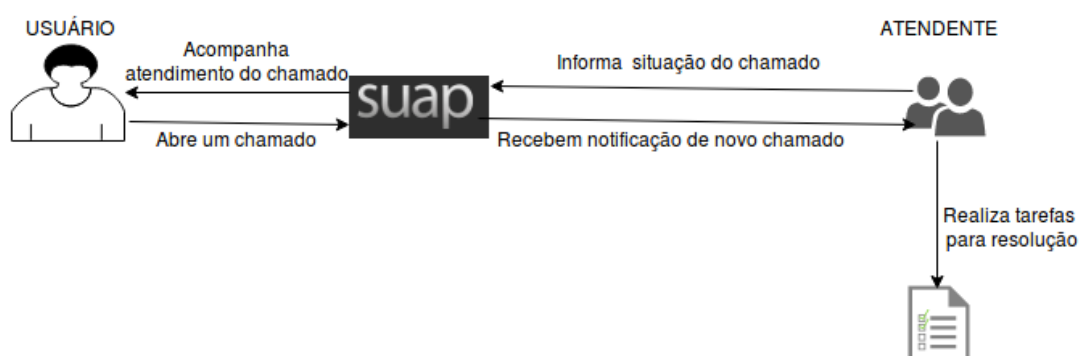 USUÁRIO
ATENDENTE
Acompanha
atendimento do chamado
Informa situação do chamado
suap
Abre um chamado
Recebem notificação de novo chamado
Realiza tarefas
para resolução